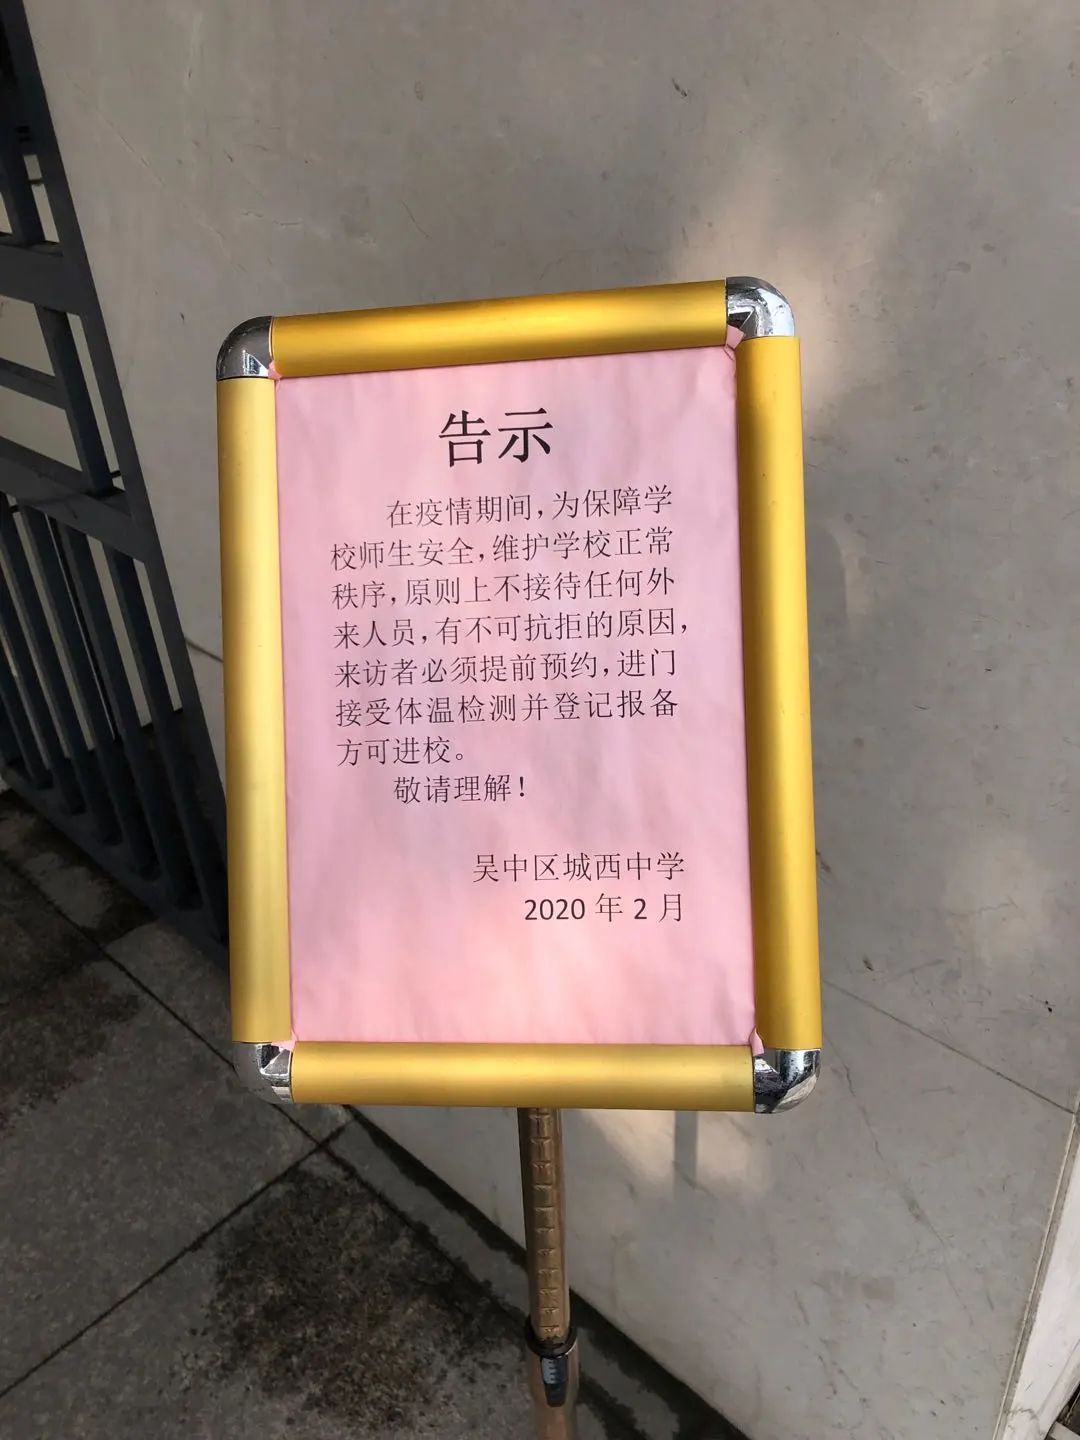 告示
在疫情期间,为保障学
校师生安全,维护学校正常
秩序,原则上不接待任何外
来人员,有不可抗拒的原因,
来访者必须提前预约,进门
接受体温检测并登记报备
方可进校。
敬请理解!
吴中区城西中学
2020 年 2 月